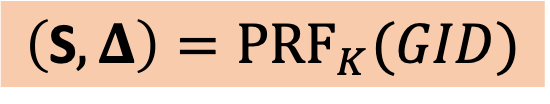 (S, Δ) = PRF_K(GID)